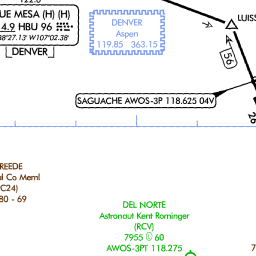 UE MESA (H) (H)
4.9 HBU 96
8°27.13' W107°02.38'
DENVER
DENVER
Aspen
119.85 363.15
LUISS
56
SAGUACHE AWOS-3P 118.625 04V
26
REEDE
Co Meml
C24)
80 - 69
DEL NORTE
Astronaut Kent Rominger
(RCV)
7955 Ⓛ 60
AWOS-3PT 118.275
7